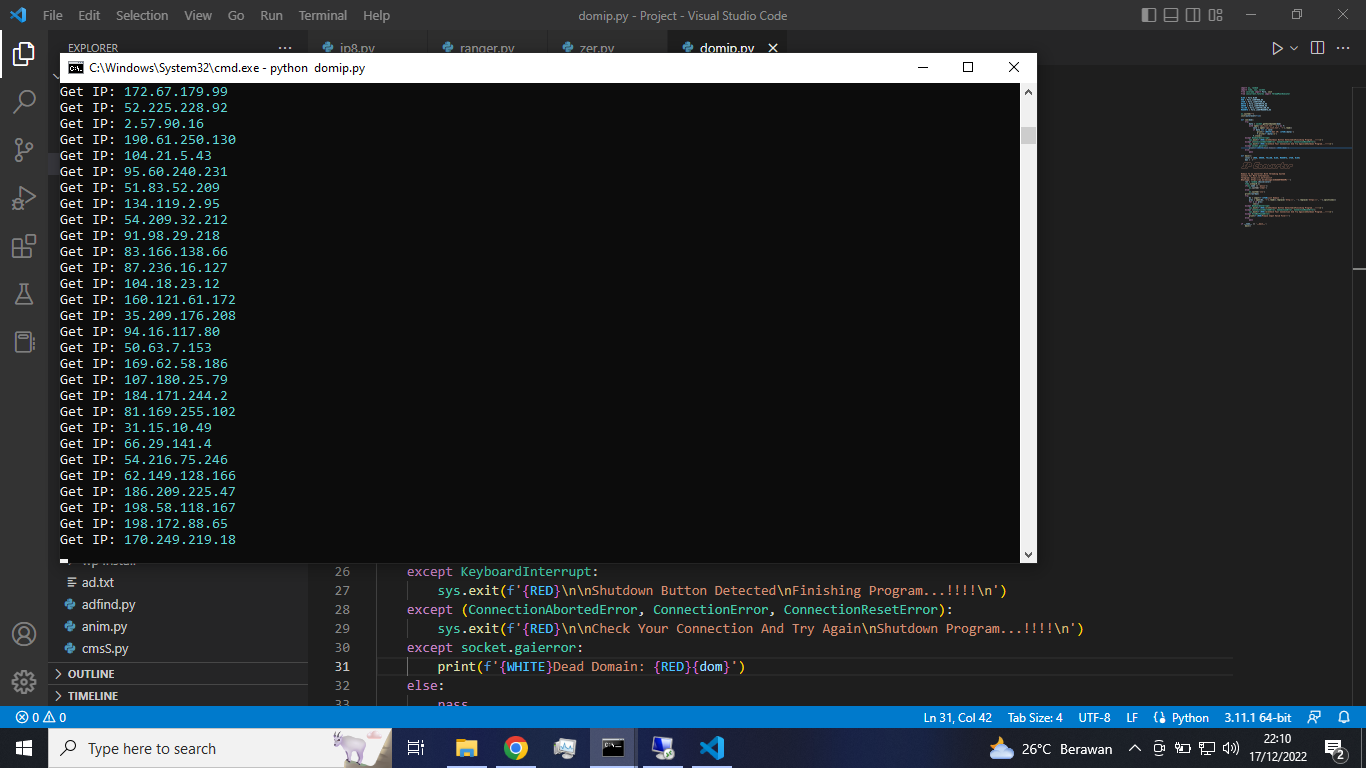 File Edit Selection View Go Run Terminal Help
domip.py - Project - Visual Studio Code
EXPLORER
ip8.py
ranger.py
zer.py
domip.py
C:\Windows\System32\cmd.exe - python domip.py
Get IP: 172.67.179.99
Get IP: 52.225.228.92
Get IP: 2.57.90.16
Get IP: 190.61.250.130
Get IP: 104.21.5.43
Get IP: 95.60.240.231
Get IP: 51.83.52.209
Get IP: 134.119.2.95
Get IP: 54.209.32.212
Get IP: 91.98.29.218
Get IP: 83.166.138.66
Get IP: 87.236.16.127
Get IP: 104.18.23.12
Get IP: 160.121.61.172
Get IP: 35.209.176.208
Get IP: 94.16.117.80
Get IP: 50.63.7.153
Get IP: 169.62.58.186
Get IP: 107.180.25.79
Get IP: 184.171.244.2
Get IP: 81.169.255.102
Get IP: 31.15.10.49
Get IP: 66.29.141.4
Get IP: 54.216.75.246
Get IP: 62.149.128.166
Get IP: 186.209.225.47
Get IP: 198.58.118.167
Get IP: 198.172.88.65
Get IP: 170.249.219.18
ad.txt
adfind.py
anim.py
cmsS.py
OUTLINE
TIMELINE
26 except KeyboardInterrupt:
27 sys.exit(f'{RED}\n\nShutdown Button Detected\nFinishing Program...!!!!\n')
28 except (ConnectionAbortedError, ConnectionError, ConnectionResetError):
29 sys.exit(f'{RED}\n\nCheck Your Connection And Try Again\nShutdown Program...!!!!\n')
30 except socket.gaierror:
31 print(f'{WHITE}Dead Domain: {RED}{dom}')
32 else:
33 pass
0 0
Ln 31, Col 42 Tab Size: 4 UTF-8 LF Python 3.11.1 64-bit
Type here to search
26°C Berawan
22:10
17/12/2022
2